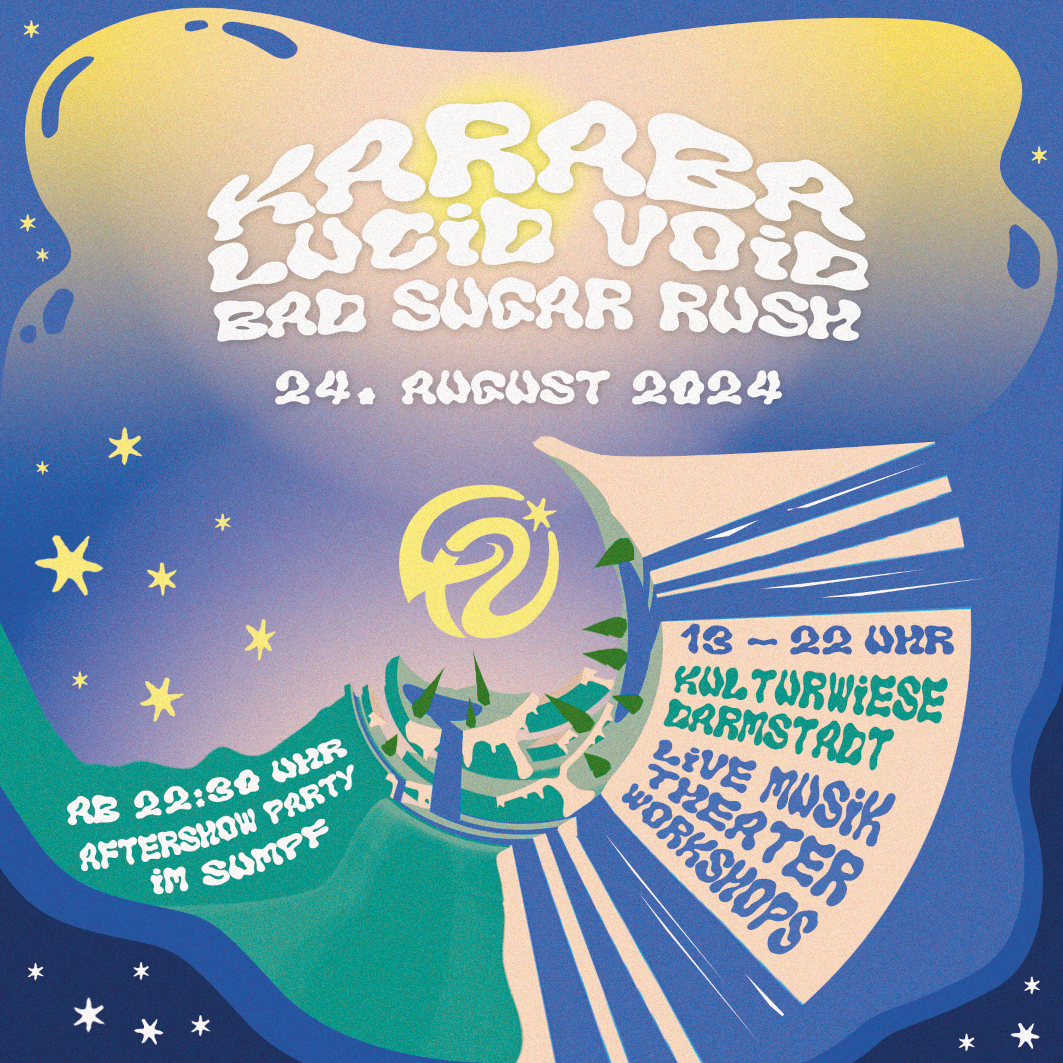 KARABA
LUCiD VOiD
BAD SUGAR RUSH
24. AUGUST 2024
13 – 22 UHR
KULTURWiESE
DARMSTADT
LiVE MUSiK
THEATER
WORKSHOPS
AB 22:30 UHR
AFTERSHOW PARTY
iM SUMPF